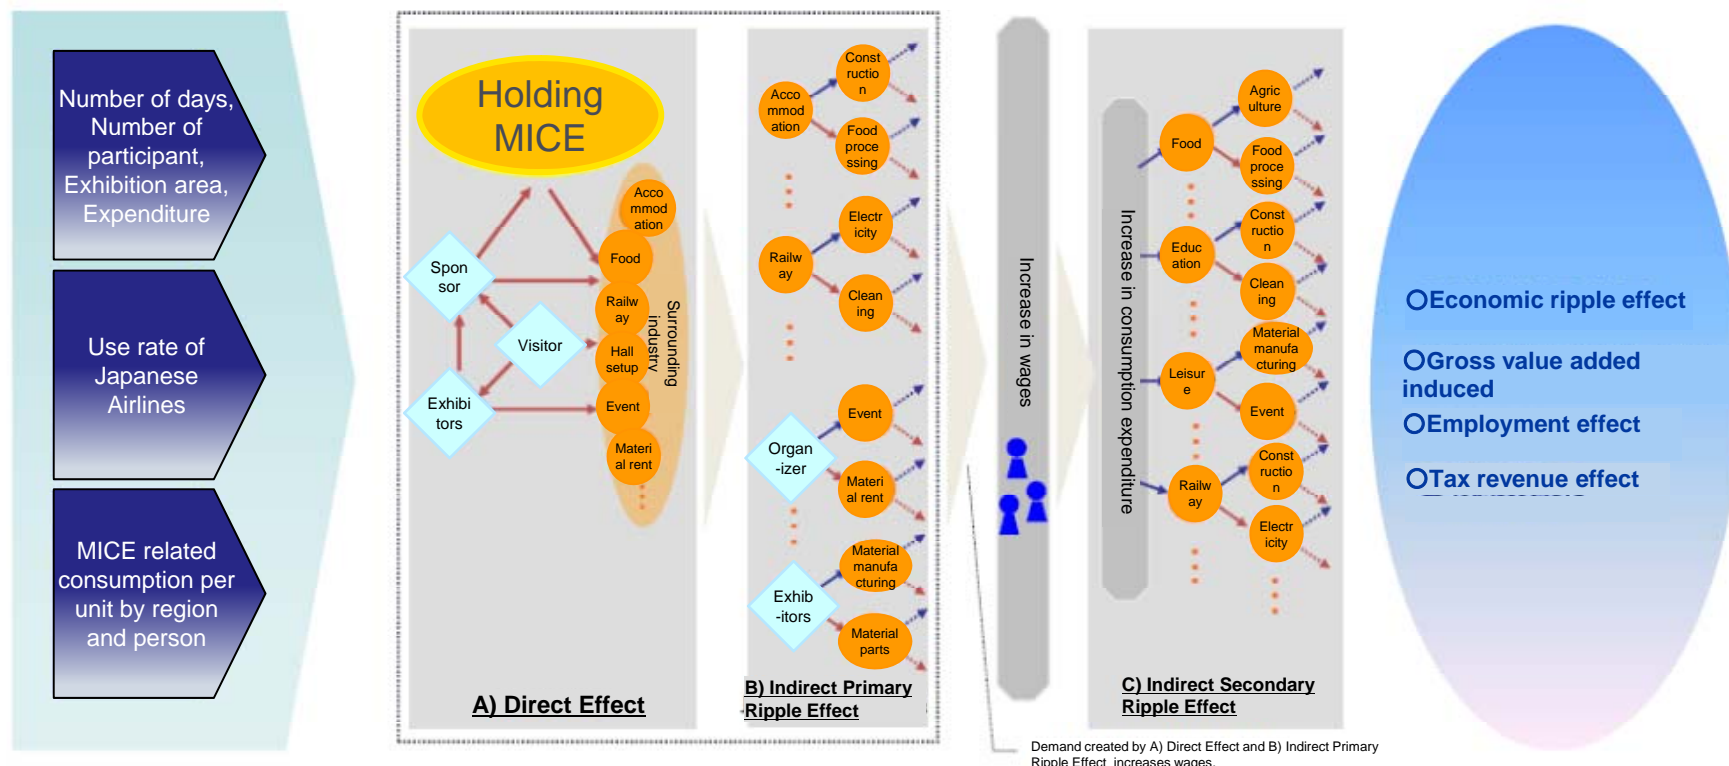 Number of days,
Number of
participant,
Exhibition area,
Expenditure
Use rate of
Japanese
Airlines
MICE related
consumption per
unit by region
and person
Holding
MICE
Acco
mmod
ation
Food
Railw
ay
Hall
setup
Event
Materi
al rent
Surrounding
industry
Spon
sor
Visitor
Exhibi
tors
A) Direct Effect
Acco
mmod
ation
Const
ructio
n
Food
proce
ssing
Railw
ay
Electr
icity
Clean
ing
Organ
-izer
Event
Materi
al rent
Exhib
-itors
Material
manufa
cturing
Material
parts
B) Indirect Primary
Ripple Effect
Increase in wages
Increase in consumption expenditure
Food
Agric
ulture
Food
proce
ssing
Educ
ation
Const
ructio
n
Clean
ing
Leisur
e
Material
manufa
cturing
Event
Railw
ay
Const
ructio
n
Electr
icity
C) Indirect Secondary
Ripple Effect
Demand created by A) Direct Effect and B) Indirect Primary
Ripple Effect increases wages.
○Economic ripple effect
○Gross value added
induced
○Employment effect
○Tax revenue effect